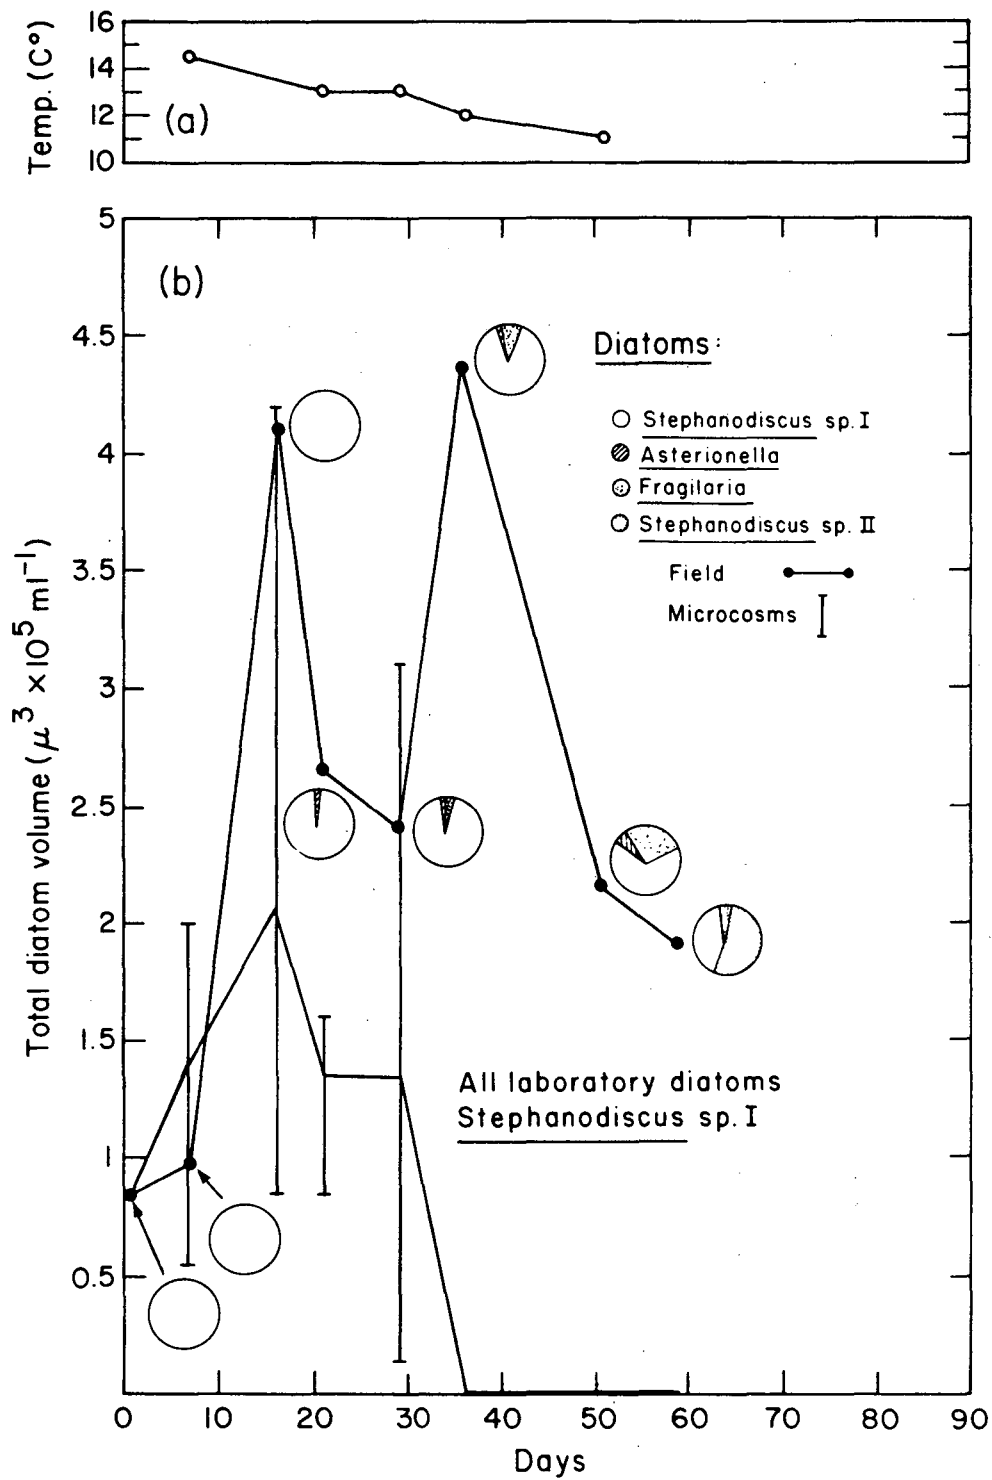 Temp. (C°)
16
14
12
10
(a)
(b)
Total diatom volume (μ³ ×10⁵ ml⁻¹)
5
4.5
4
3.5
3
2.5
2
1.5
1
0.5
Diatoms:
Stephanodiscus sp. I
Asterionella
Fragilaria
Stephanodiscus sp. II
Field
Microcosms
All laboratory diatoms
Stephanodiscus sp. I
0 10 20 30 40 50 60 70 80 90
Days